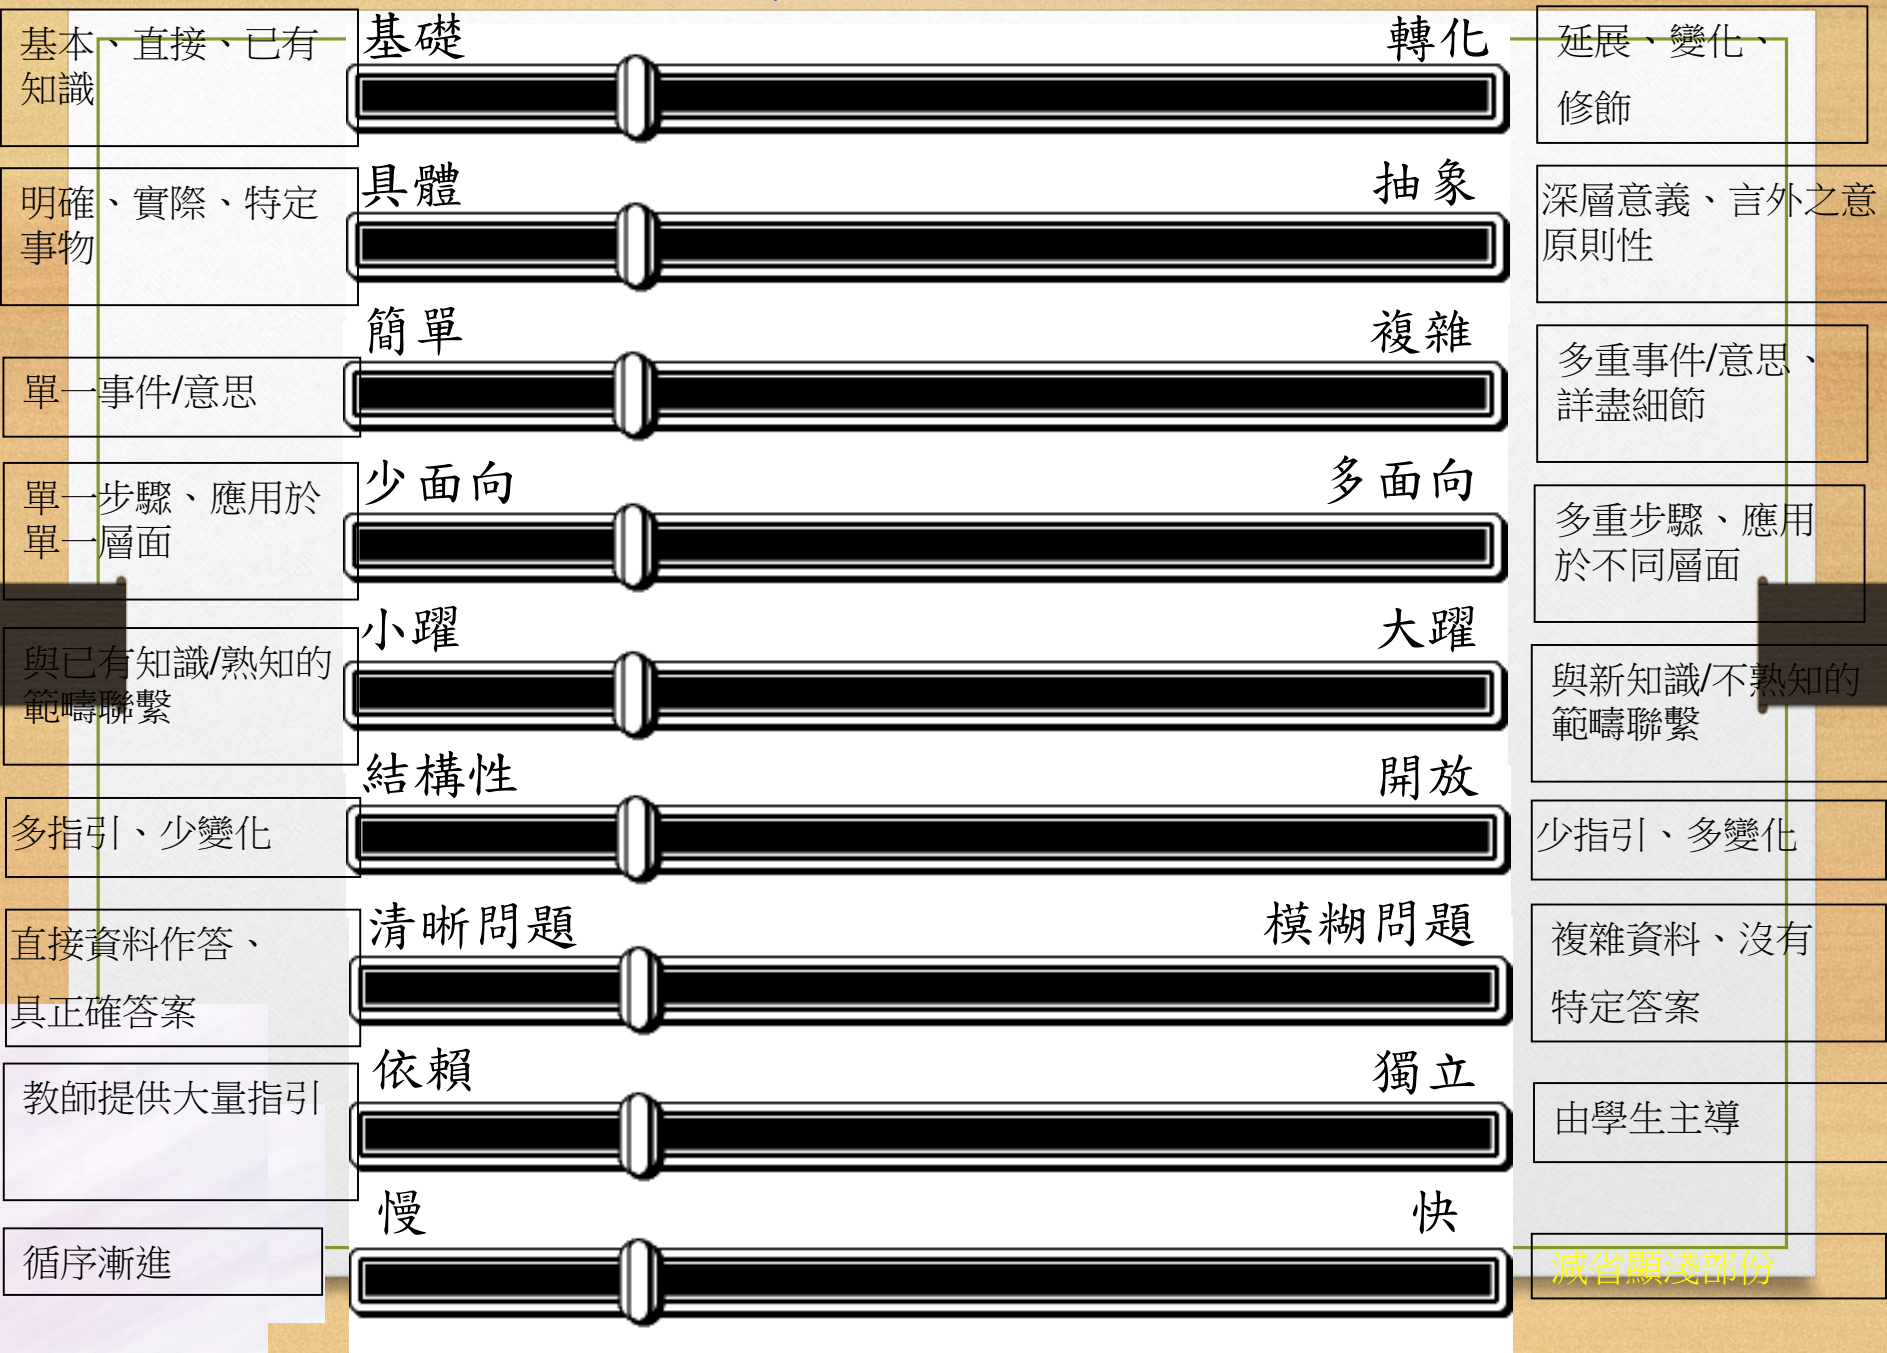 基礎
轉化
基本、直接、已有
知識
延展、變化、
修飾
具體
抽象
明確、實際、特定
事物
深層意義、言外之意
原則性
簡單
複雜
單一事件/意思
多重事件/意思、
詳盡細節
少面向
多面向
單一步驟、應用於
單一層面
多重步驟、應用
於不同層面
小躍
大躍
與已有知識/熟知的
範疇聯繫
與新知識/不熟知的
範疇聯繫
結構性
開放
多指引、少變化
少指引、多變化
清晰問題
模糊問題
直接資料作答、
具正確答案
複雜資料、沒有
特定答案
依賴
獨立
教師提供大量指引
由學生主導
慢
快
循序漸進
減省顯淺部份